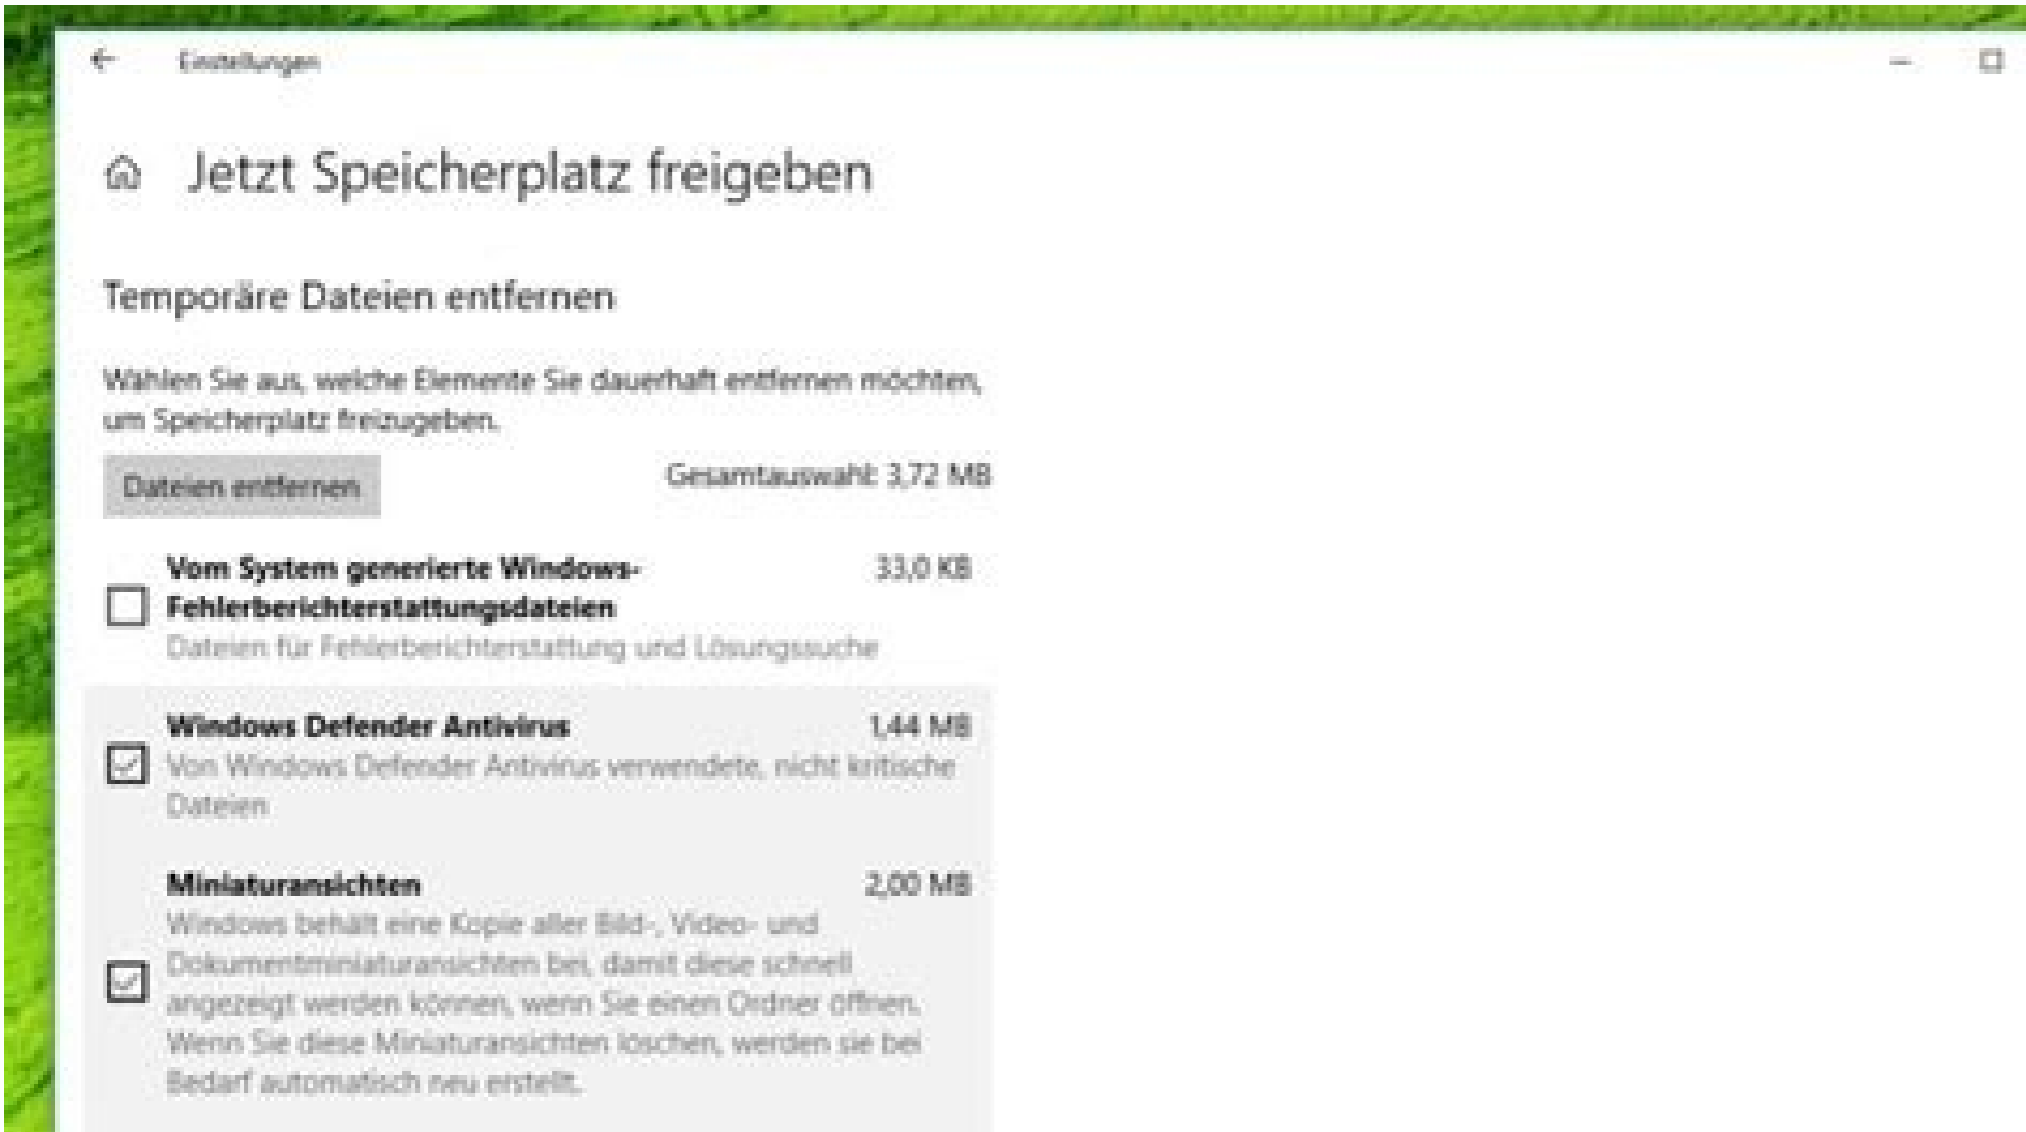 Einstellungen
Jetzt Speicherplatz freigeben
Temporäre Dateien entfernen
Wählen Sie aus, welche Elemente Sie dauerhaft entfernen möchten,
um Speicherplatz freizugeben.
Dateien entfernen
Gesamtauswahl: 3,72 MB
Vom System generierte Windows-
Fehlerberichterstattungsdateien
33,0 KB
Dateien für Fehlerberichterstattung und Lösungssuche
Windows Defender Antivirus
1,44 MB
Von Windows Defender Antivirus verwendete, nicht kritische
Dateien
Miniaturansichten
2,00 MB
Windows behält eine Kopie aller Bild-, Video- und
Dokumentminiaturansichten bei, damit diese schnell
angezeigt werden können, wenn Sie einen Ordner öffnen.
Wenn Sie diese Miniaturansichten löschen, werden sie bei
Bedarf automatisch neu erstellt.